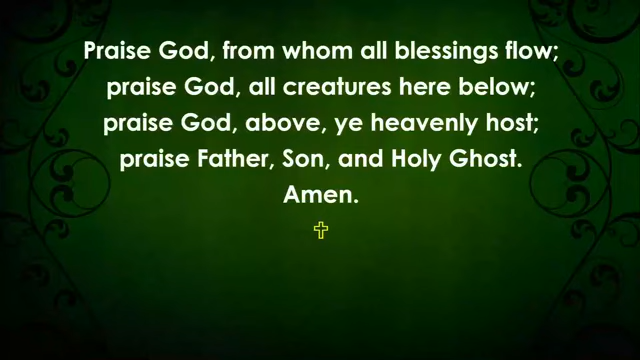 Praise God, from whom all blessings flow;
praise God, all creatures here below;
praise God, above, ye heavenly host;
praise Father, Son, and Holy Ghost.
Amen.